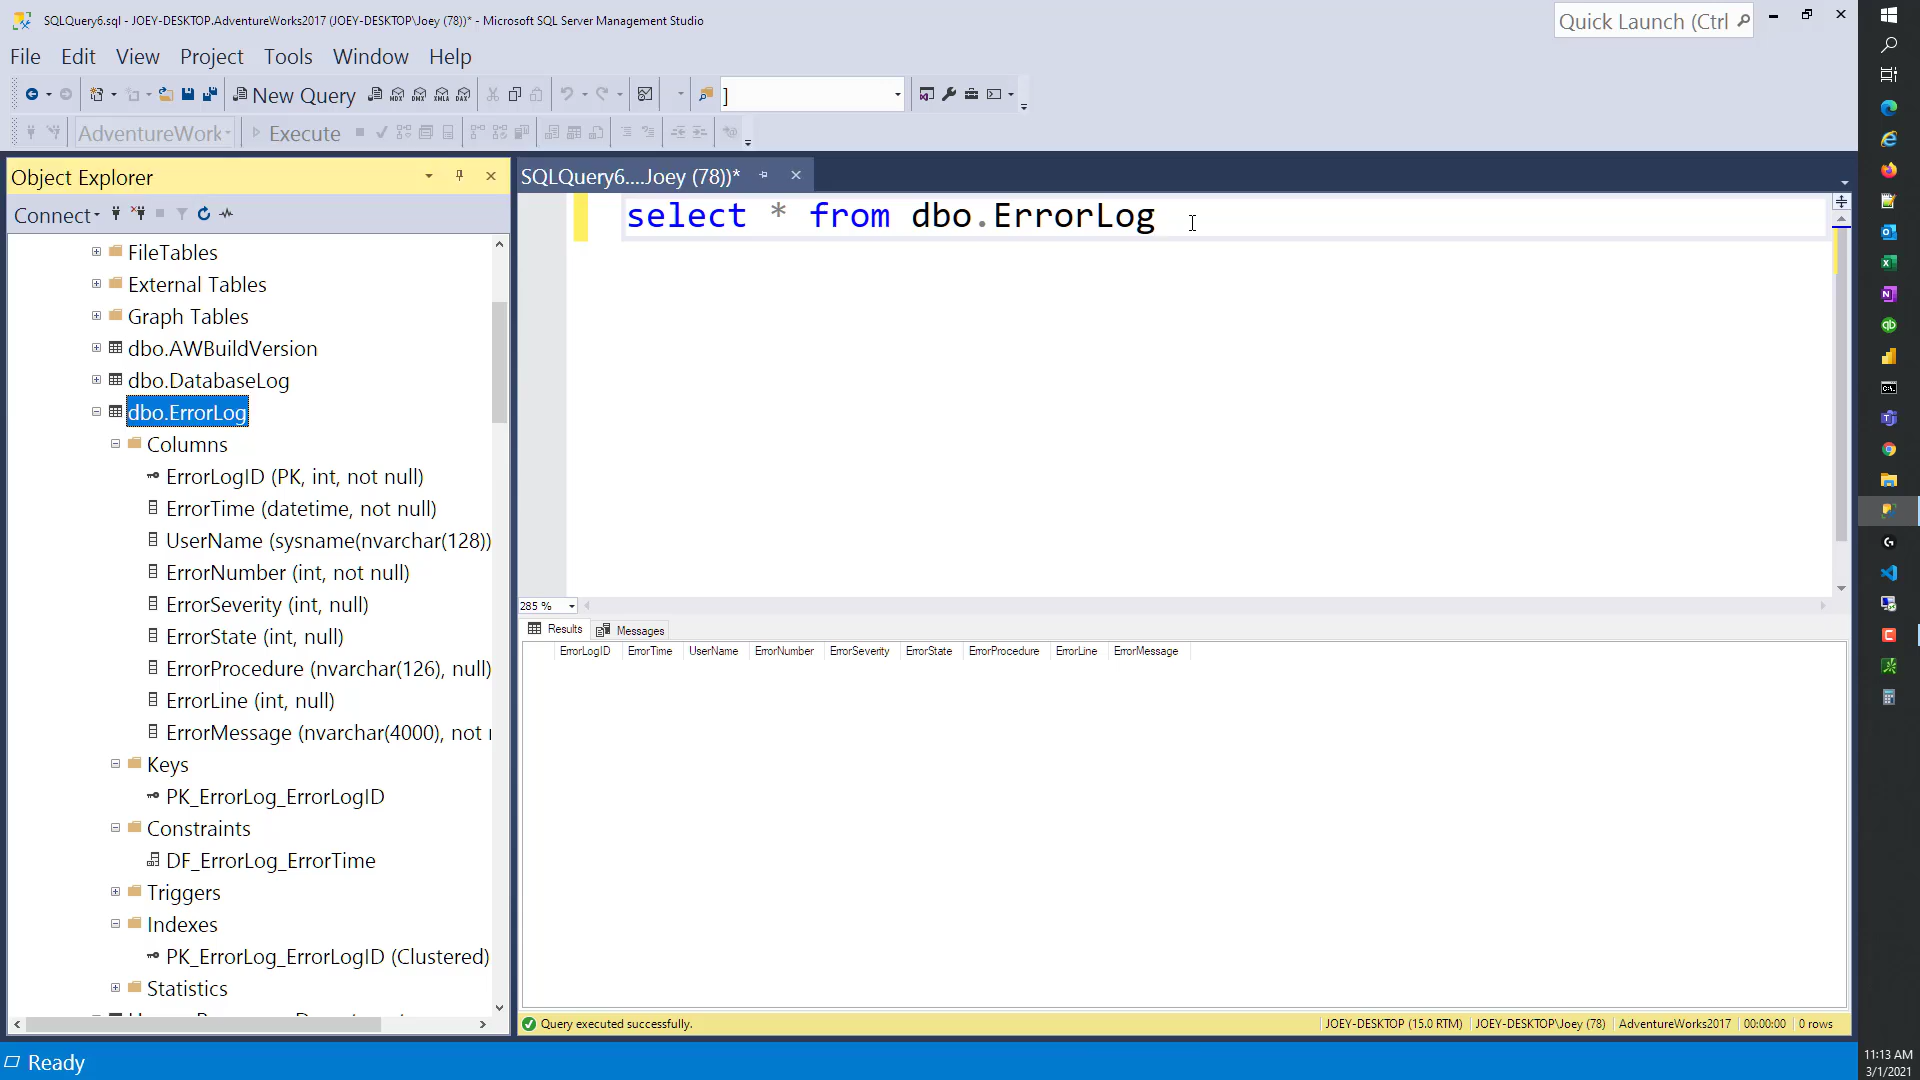 SQLQuery6.sql - JOEY-DESKTOP.AdventureWorks2017 (JOEY-DESKTOP\Joey (78))* - Microsoft SQL Server Management Studio
Quick Launch (Ctrl
File Edit View Project Tools Window Help
New Query
MDX DMX XMLA DAX
]
AdventureWork
Execute
Object Explorer
Connect
FileTables
External Tables
Graph Tables
dbo.AWBuildVersion
dbo.DatabaseLog
dbo.ErrorLog
Columns
ErrorLogID (PK, int, not null)
ErrorTime (datetime, not null)
UserName (sysname(nvarchar(128))
ErrorNumber (int, not null)
ErrorSeverity (int, null)
ErrorState (int, null)
ErrorProcedure (nvarchar(126), null)
ErrorLine (int, null)
ErrorMessage (nvarchar(4000), not
Keys
PK_ErrorLog_ErrorLogID
Constraints
DF_ErrorLog_ErrorTime
Triggers
Indexes
PK_ErrorLog_ErrorLogID (Clustered)
Statistics
SQLQuery6....Joey (78))*
select * from dbo.ErrorLog
285 %
Results Messages
ErrorLogID ErrorTime UserName ErrorNumber ErrorSeverity ErrorState ErrorProcedure ErrorLine ErrorMessage
Query executed successfully.
JOEY-DESKTOP (15.0 RTM) JOEY-DESKTOP\Joey (78) AdventureWorks2017 00:00:00 0 rows
Ready
11:13 AM
3/1/2021